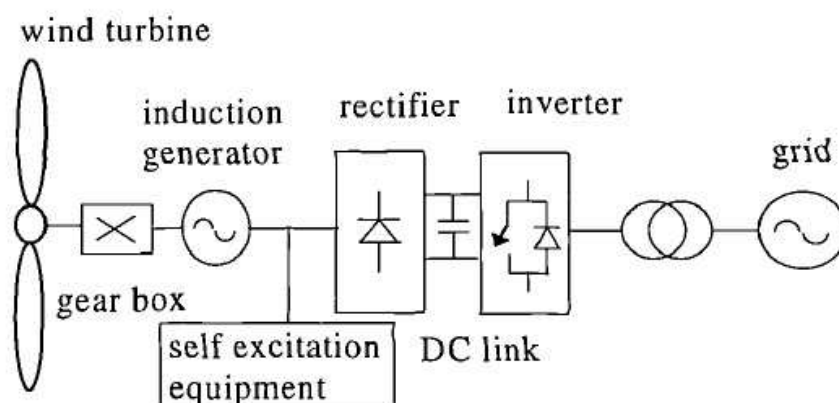 wind turbine
induction
generator
rectifier
inverter
grid
gear box
self excitation
equipment
DC link